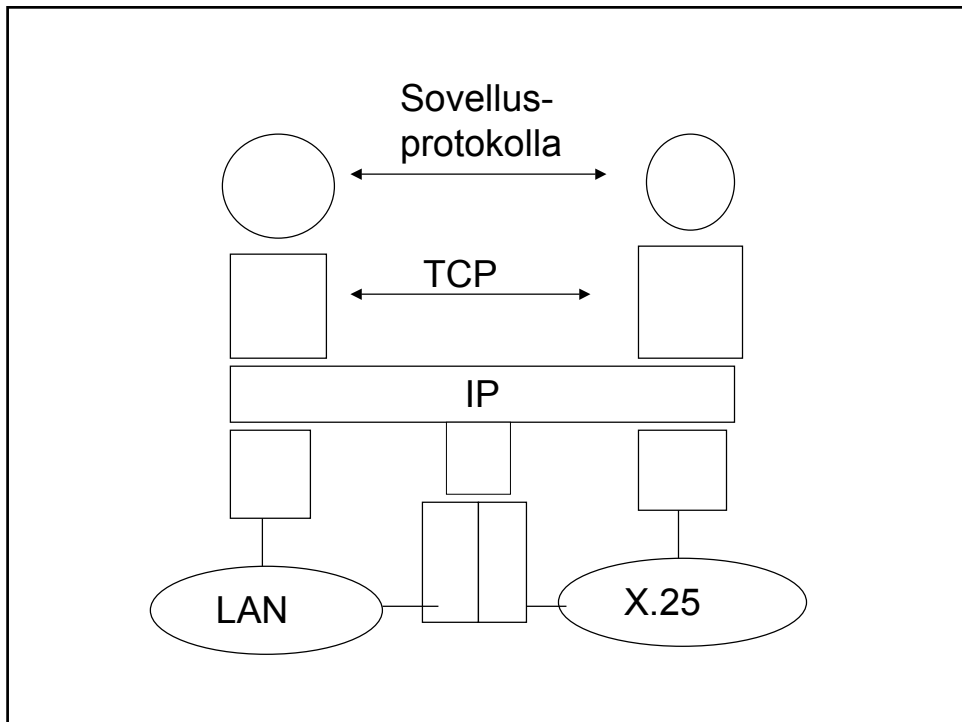 Sovellus-
protokolla
TCP
IP
LAN
X.25